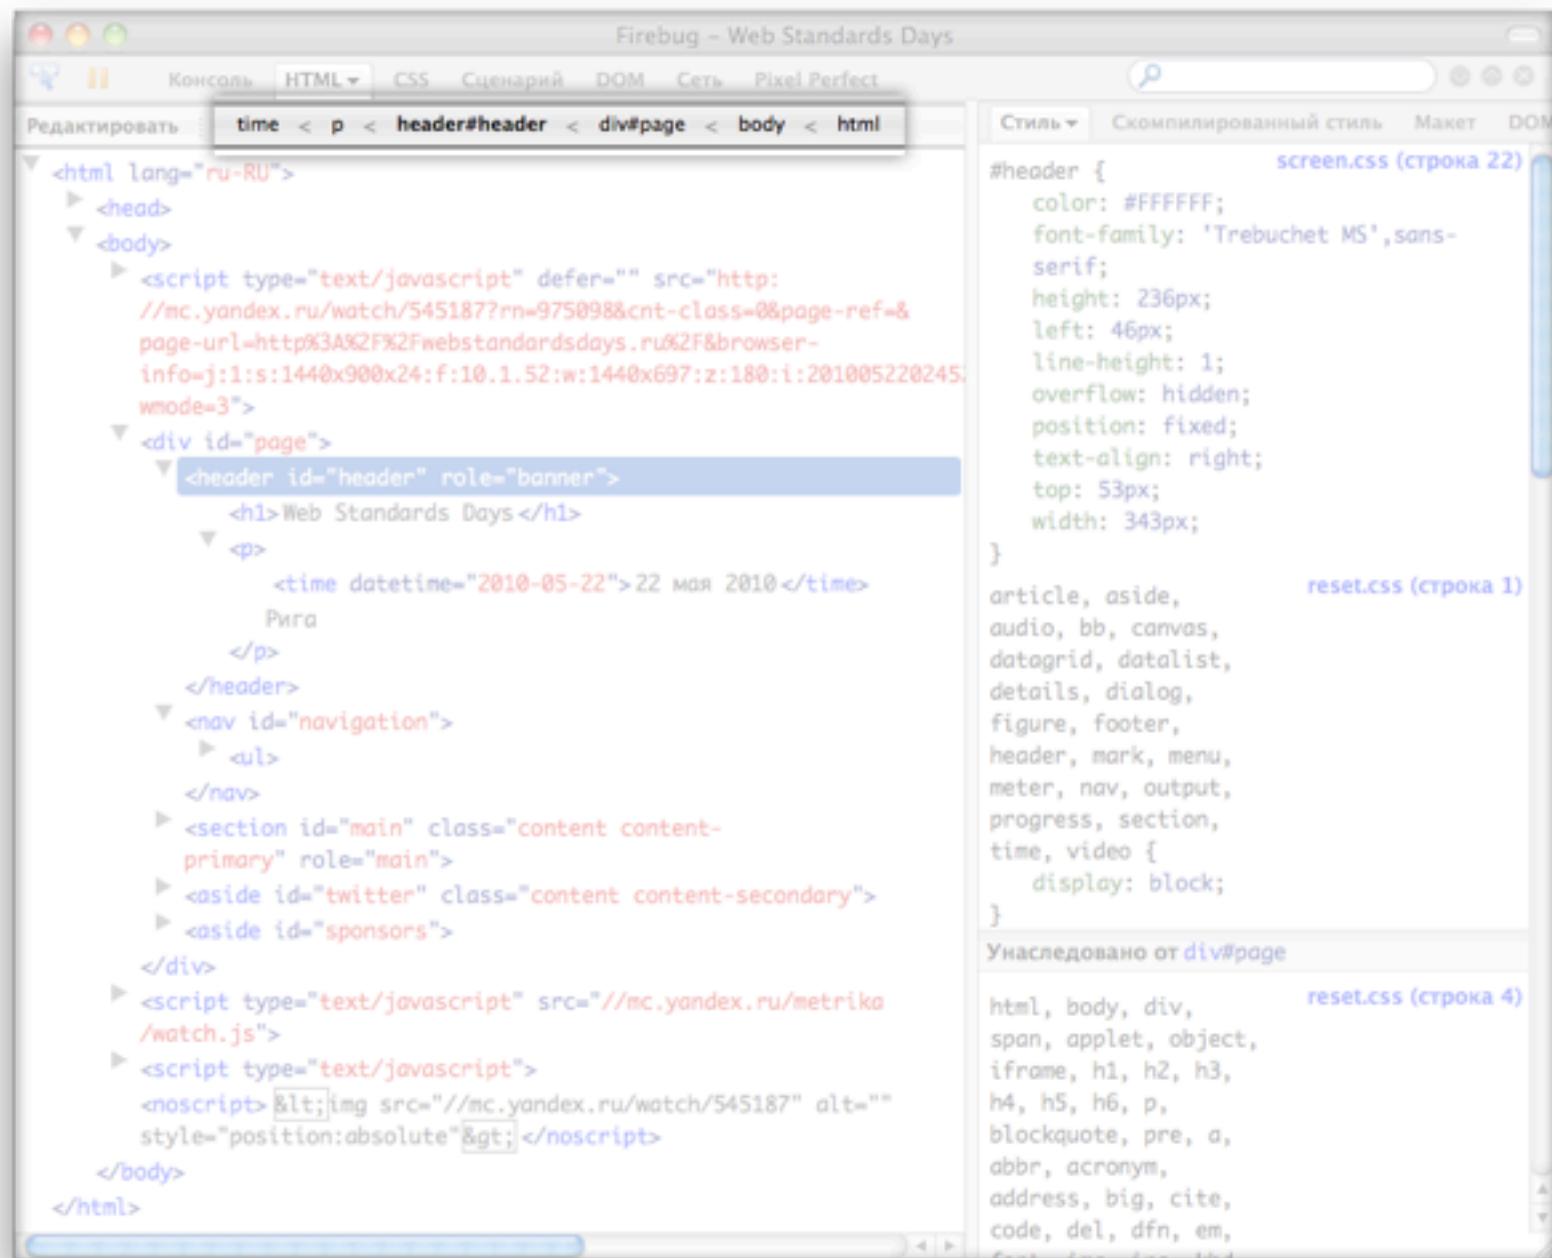 Firebug – Web Standards Days
Консоль HTML CSS Сценарий DOM Сеть Pixel Perfect
Редактировать time < p < header#header < div#page < body < html
<html lang="ru-RU">
<head>
<body>
<script type="text/javascript" defer="" src="http:
//mc.yandex.ru/watch/545187?rn=975098&cnt-class=0&page-ref=&
page-url=http%3A%2F%2Fwebstandardsdays.ru%2F&browser-
info=j:1:s:1440x900x24:f:10.1.52:w:1440x697:z:180:i:201005220245
wmode=3">
<div id="page">
<header id="header" role="banner">
<h1>Web Standards Days</h1>
<p>
<time datetime="2010-05-22">22 мая 2010</time>
Рига
</p>
</header>
<nav id="navigation">
<ul>
</nav>
<section id="main" class="content content-
primary" role="main">
<aside id="twitter" class="content content-secondary">
<aside id="sponsors">
</div>
<script type="text/javascript" src="//mc.yandex.ru/metrika
/watch.js">
<script type="text/javascript">
<noscript>&lt;img src="//mc.yandex.ru/watch/545187" alt=""
style="position:absolute"&gt;</noscript>
</body>
</html>
Стиль Скомпилированный стиль Макет DOM
#header { screen.css (строка 22)
color: #FFFFFF;
font-family: 'Trebuchet MS',sans-
serif;
height: 236px;
left: 46px;
line-height: 1;
overflow: hidden;
position: fixed;
text-align: right;
top: 53px;
width: 343px;
}
article, aside, reset.css (строка 1)
audio, bb, canvas,
datagrid, datalist,
details, dialog,
figure, footer,
header, mark, menu,
meter, nav, output,
progress, section,
time, video {
display: block;
}
Унаследовано от div#page
html, body, div, reset.css (строка 4)
span, applet, object,
iframe, h1, h2, h3,
h4, h5, h6, p,
blockquote, pre, a,
abbr, acronym,
address, big, cite,
code, del, dfn, em,